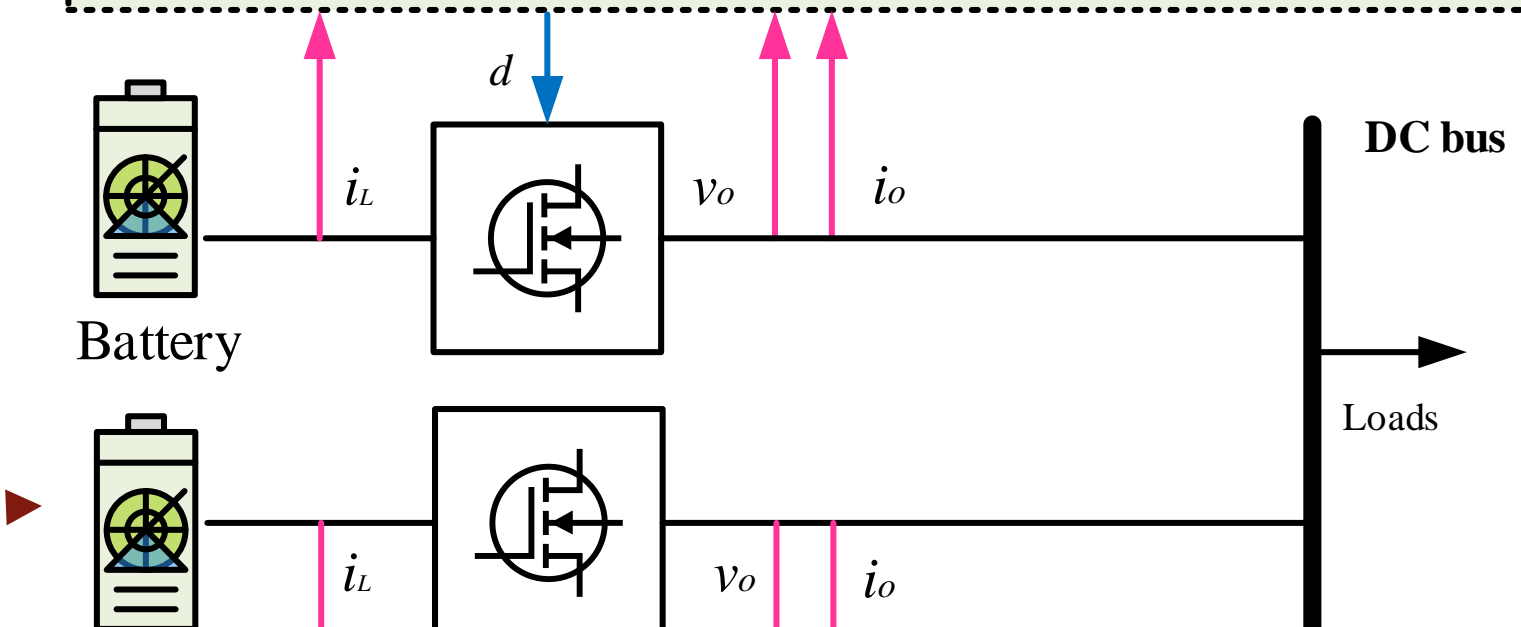 d
DC bus
iL
vo
io
Battery
Loads
iL
vo
io